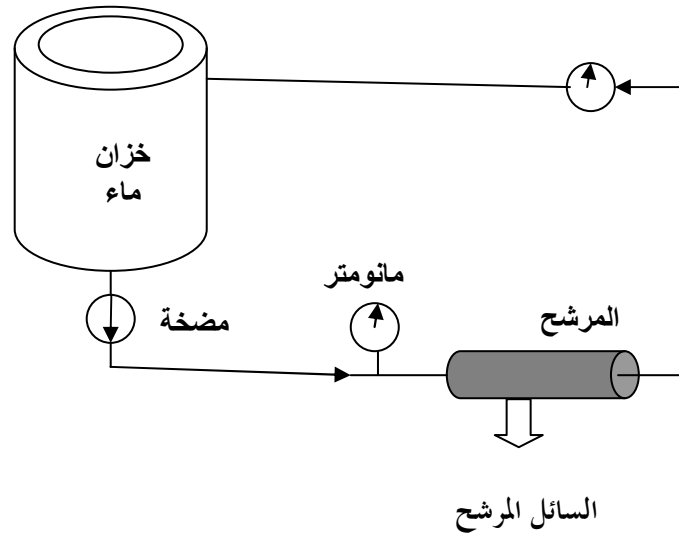 خزان
ماء
مانومتر
مضخة
المرشح
السائل المرشح